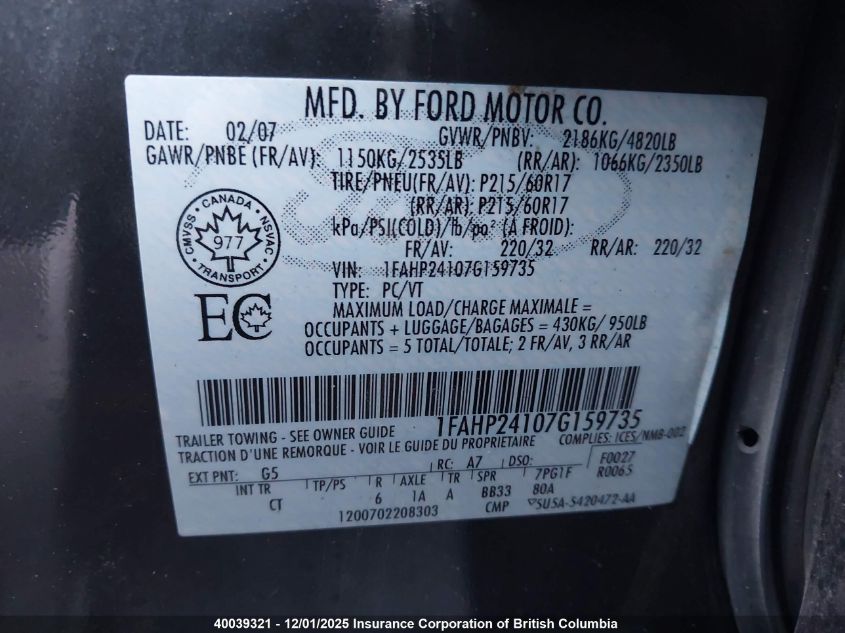 MFD. BY FORD MOTOR CO.
DATE: 02/07 GVWR/PNBV: 2186KG/4820LB
GAWR/PNBE (FR/AV): 1150KG/2535LB (RR/AR): 1066KG/2350LB
TIRE/PNEU(FR/AV): P215/60R17
(RR/AR): P215/60R17
kPa/PSI(COLD)/lb/po² (À FROID):
FR/AV: 220/32 RR/AR: 220/32
VIN: 1FAHP24107G159735
TYPE: PC/VT
MAXIMUM LOAD/CHARGE MAXIMALE =
OCCUPANTS + LUGGAGE/BAGAGES = 430KG/ 950LB
OCCUPANTS = 5 TOTAL/TOTALE; 2 FR/AV, 3 RR/AR
CMVSS • CANADA • NSVAC
977
TRANSPORT
EC
1FAHP24107G159735
TRAILER TOWING - SEE OWNER GUIDE COMPLIES: ICES/NMB-002
TRACTION D'UNE REMORQUE - VOIR LE GUIDE DU PROPRIETAIRE
EXT PNT: G5 RC: A7 DSO: F0027
INT TR TP/PS R AXLE TR SPR 7PG1F R0065
CT 6 1A A BB33 80A
1200702208303 CMP 5U5A-5420472-AA
40039321 - 12/01/2025 Insurance Corporation of British Columbia